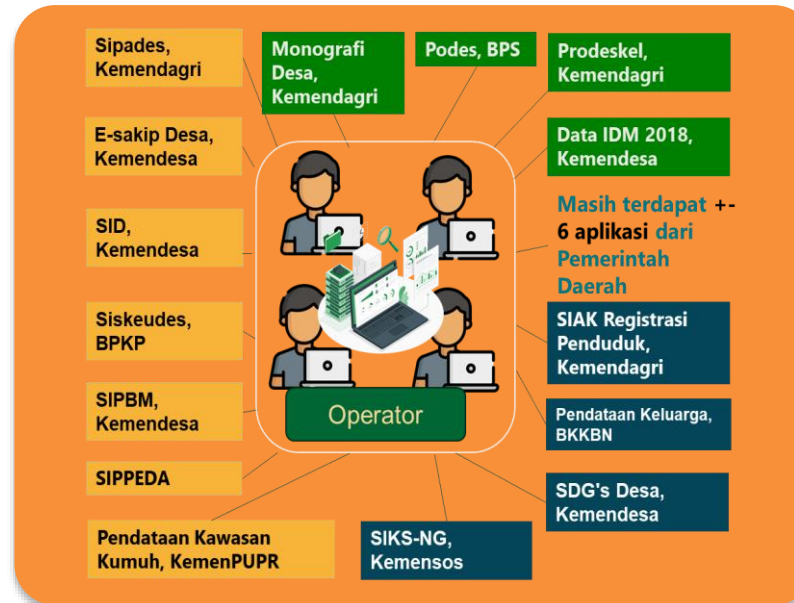 Sipades,
Kemendagri
Monografi
Desa,
Kemendagri
Podes, BPS
Prodeskel,
Kemendagri
E-sakip Desa,
Kemendesa
Data IDM 2018,
Kemendesa
SID,
Kemendesa
Masih terdapat +-
6 aplikasi dari
Pemerintah
Daerah
Siskeudes,
BPKP
SIAK Registrasi
Penduduk,
Kemendagri
SIPBM,
Kemendesa
Operator
Pendataan Keluarga,
BKKBN
SIPPEDA
SDG's Desa,
Kemendesa
Pendataan Kawasan
Kumuh, KemenPUPR
SIKS-NG,
Kemensos